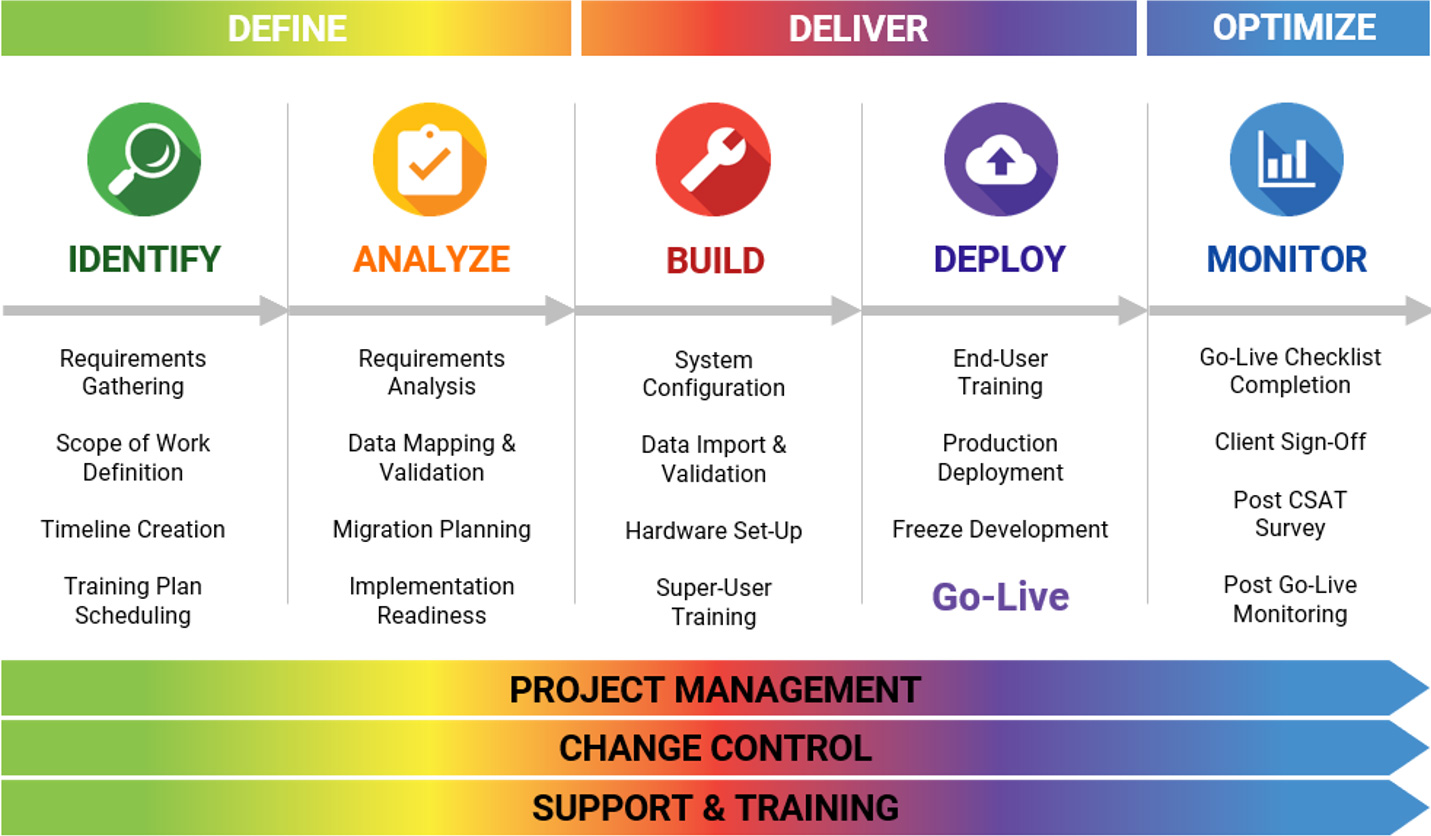 DEFINE
DELIVER
OPTIMIZE
IDENTIFY
ANALYZE
BUILD
DEPLOY
MONITOR
Requirements
Gathering
Scope of Work
Definition
Timeline Creation
Training Plan
Scheduling
Requirements
Analysis
Data Mapping &
Validation
Migration Planning
Implementation
Readiness
System
Configuration
Data Import &
Validation
Hardware Set-Up
Super-User
Training
End-User
Training
Production
Deployment
Freeze Development
Go-Live
Go-Live Checklist
Completion
Client Sign-Off
Post CSAT
Survey
Post Go-Live
Monitoring
PROJECT MANAGEMENT
CHANGE CONTROL
SUPPORT & TRAINING